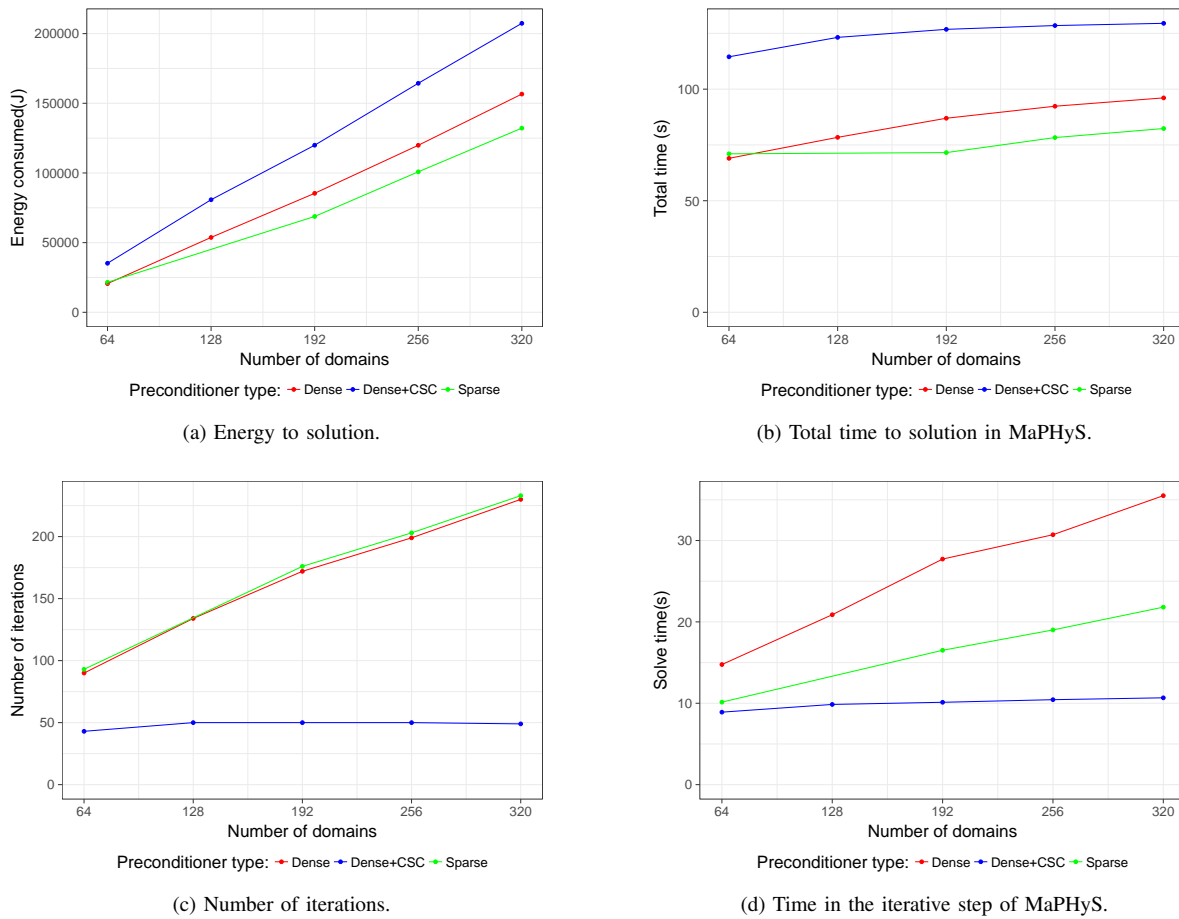 Energy consumed(J)
200000
150000
100000
50000
0
64 128 192 256 320
Number of domains
Preconditioner type: Dense Dense+CSC Sparse
(a) Energy to solution.
Total time (s)
100
50
0
64 128 192 256 320
Number of domains
Preconditioner type: Dense Dense+CSC Sparse
(b) Total time to solution in MaPHyS.
Number of iterations
200
150
100
50
0
64 128 192 256 320
Number of domains
Preconditioner type: Dense Dense+CSC Sparse
(c) Number of iterations.
Solve time(s)
30
20
10
0
64 128 192 256 320
Number of domains
Preconditioner type: Dense Dense+CSC Sparse
(d) Time in the iterative step of MaPHyS.